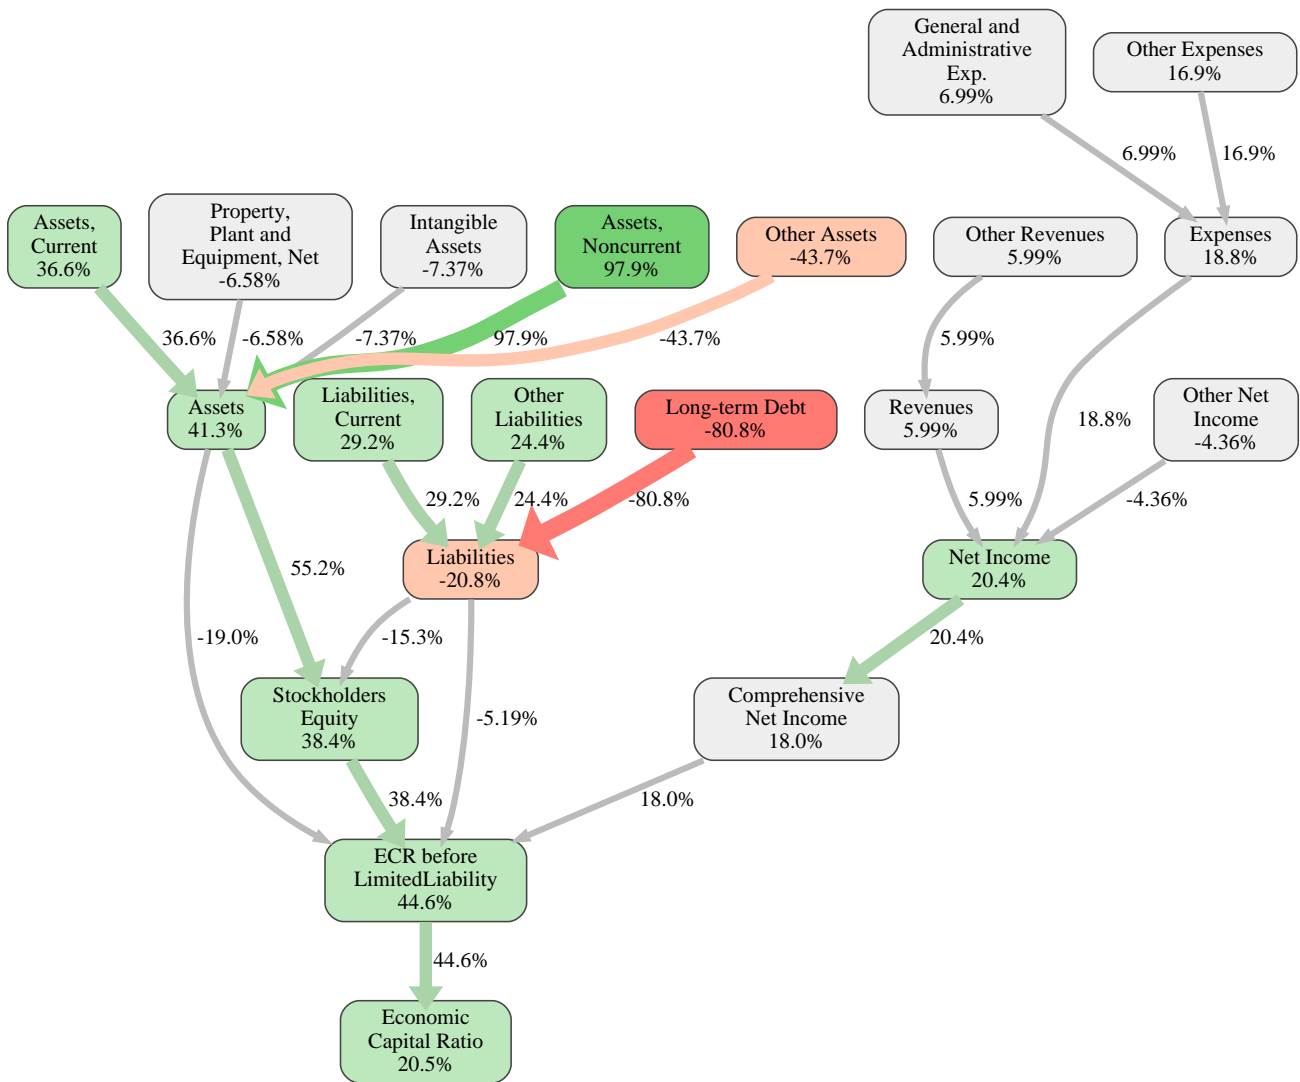 General and
Administrative
Exp.
6.99%
Other Expenses
16.9%
6.99%
16.9%
Assets,
Current
36.6%
Property,
Plant and
Equipment, Net
-6.58%
Intangible
Assets
-7.37%
Assets,
Noncurrent
97.9%
Other Assets
-43.7%
Other Revenues
5.99%
Expenses
18.8%
36.6%
-6.58%
-7.37%
97.9%
-43.7%
5.99%
Assets
41.3%
Liabilities,
Current
29.2%
Other
Liabilities
24.4%
Long-term Debt
-80.8%
Revenues
5.99%
18.8%
Other Net
Income
-4.36%
29.2%
24.4%
-80.8%
5.99%
-4.36%
55.2%
Liabilities
-20.8%
Net Income
20.4%
-19.0%
-15.3%
20.4%
Stockholders
Equity
38.4%
-5.19%
Comprehensive
Net Income
18.0%
38.4%
18.0%
ECR before
LimitedLiability
44.6%
44.6%
Economic
Capital Ratio
20.5%